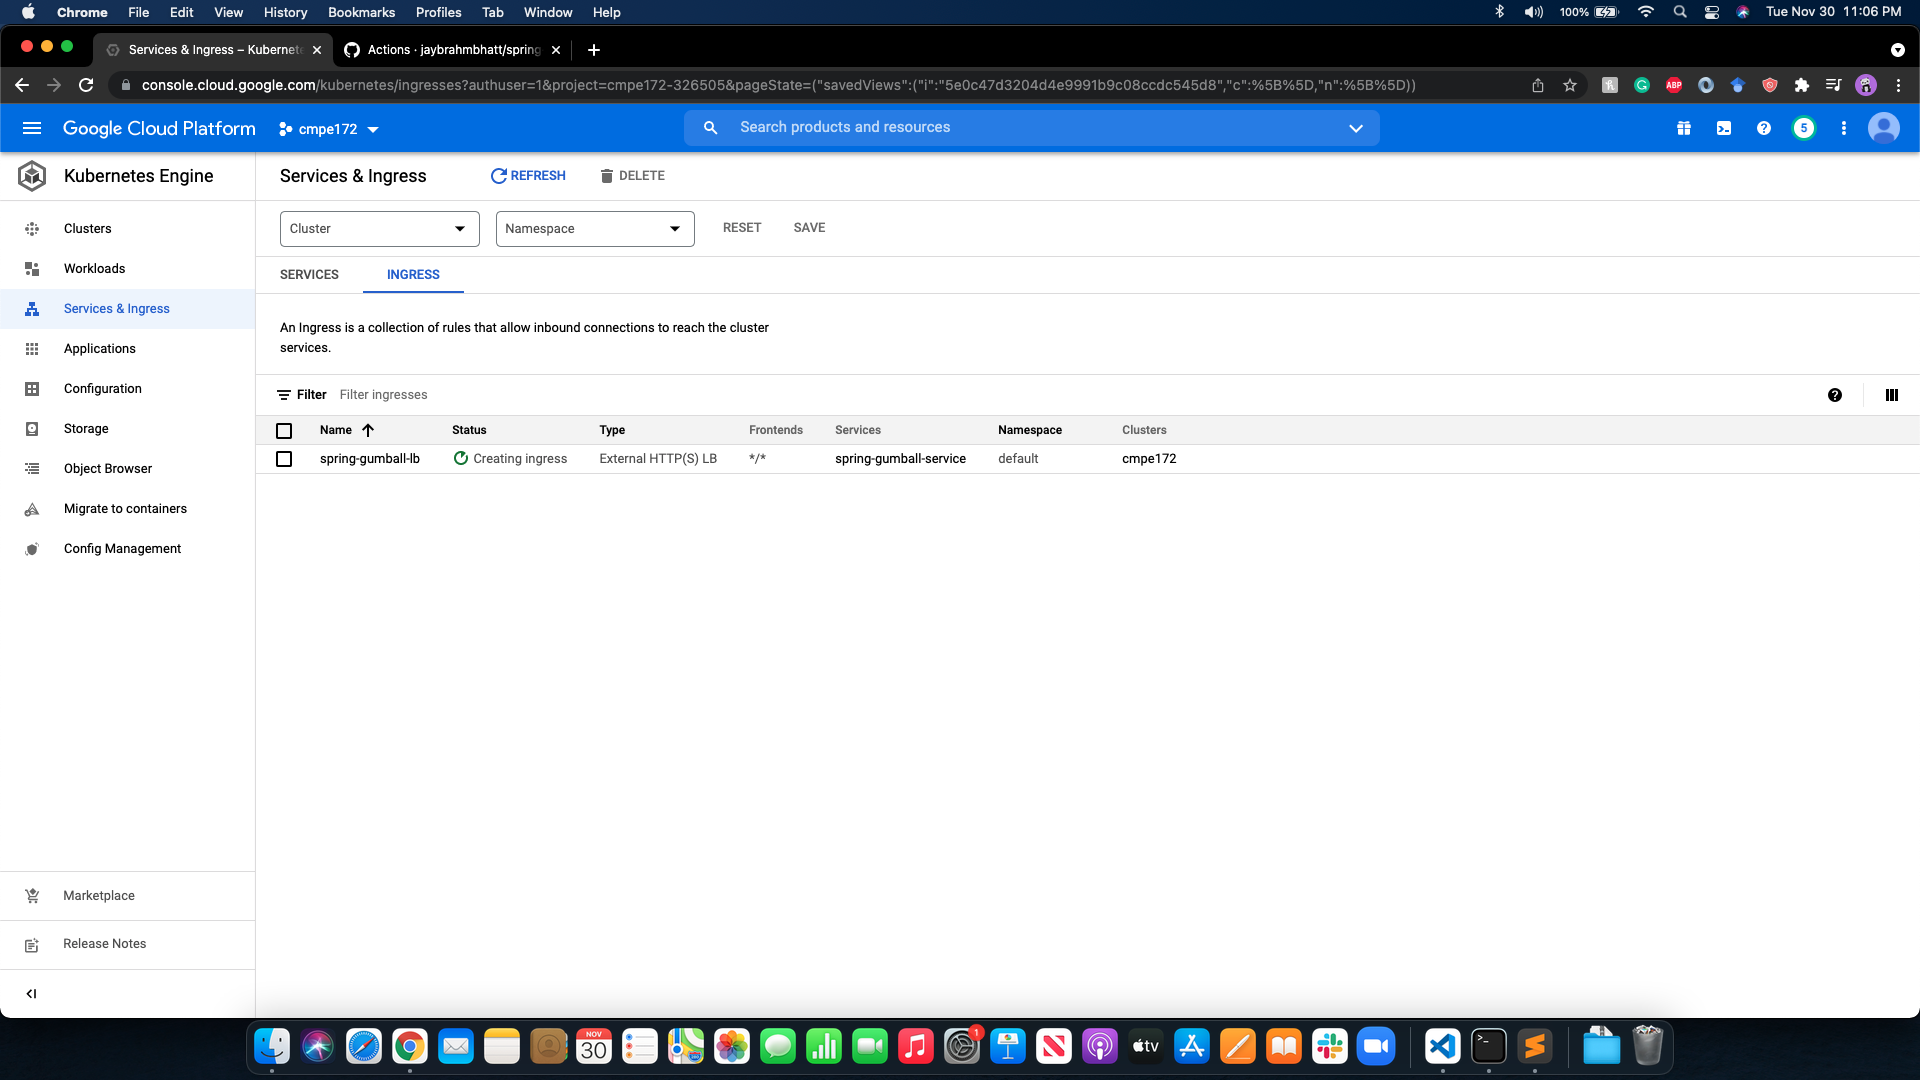 Chrome File Edit View History Bookmarks Profiles Tab Window Help 100% Tue Nov 30 11:06 PM
Services & Ingress – Kubernete Actions · jaybrahmbhatt/spring
console.cloud.google.com/kubernetes/ingresses?authuser=1&project=cmpe172-326505&pageState=("savedViews":("i":"5e0c47d3204d4e9991b9c08ccdc545d8","c":%5B%5D,"n":%5B%5D))
ABP
Google Cloud Platform cmpe172 Search products and resources 5
Kubernetes Engine
Services & Ingress REFRESH DELETE
Clusters
Workloads
Services & Ingress
Applications
Configuration
Storage
Object Browser
Migrate to containers
Config Management
Marketplace
Release Notes
Cluster Namespace RESET SAVE
SERVICES INGRESS
An Ingress is a collection of rules that allow inbound connections to reach the cluster
services.
Filter Filter ingresses
Name Status Type Frontends Services Namespace Clusters
spring-gumball-lb Creating ingress External HTTP(S) LB */* spring-gumball-service default cmpe172
NOV
30
1
tv